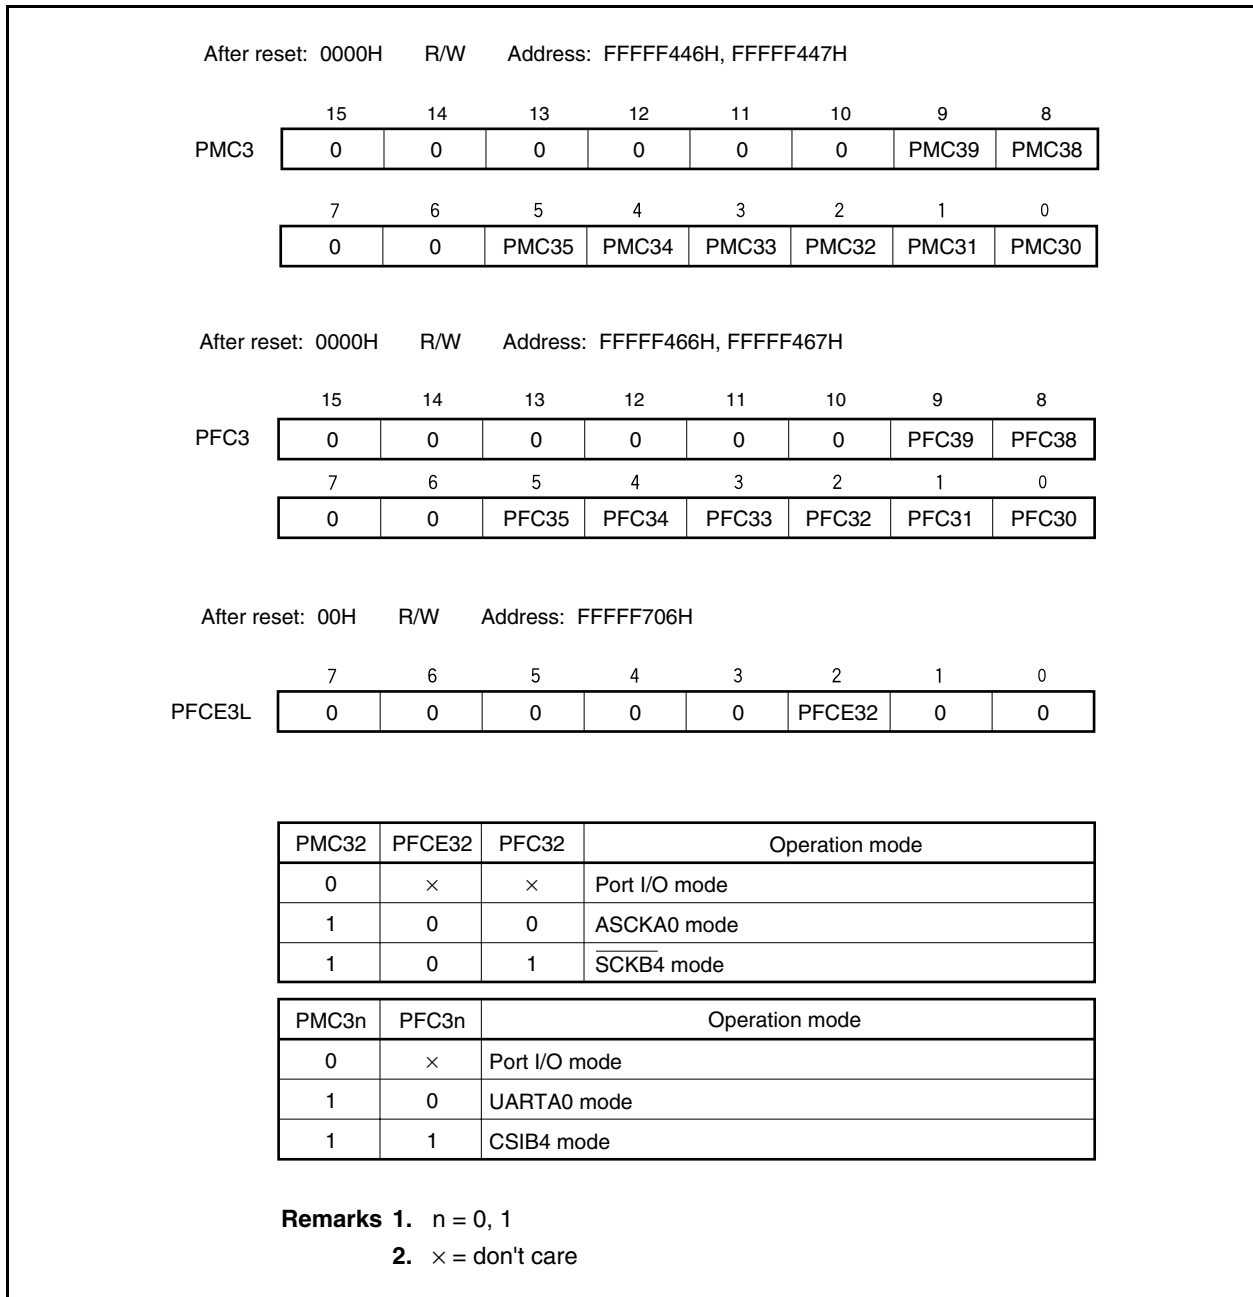 After reset: 0000H R/W Address: FFFFF446H, FFFFF447H
15 14 13 12 11 10 9 8
PMC3 0 0 0 0 0 0 PMC39 PMC38
7 6 5 4 3 2 1 0
0 0 PMC35 PMC34 PMC33 PMC32 PMC31 PMC30
After reset: 0000H R/W Address: FFFFF466H, FFFFF467H
15 14 13 12 11 10 9 8
PFC3 0 0 0 0 0 0 PFC39 PFC38
7 6 5 4 3 2 1 0
0 0 PFC35 PFC34 PFC33 PFC32 PFC31 PFC30
After reset: 00H R/W Address: FFFFF706H
7 6 5 4 3 2 1 0
PFCE3L 0 0 0 0 0 PFCE32 0 0
PMC32 PFCE32 PFC32 Operation mode
0 × × Port I/O mode
1 0 0 ASCKA0 mode
1 0 1 S̅C̅K̅B̅4̅ mode
PMC3n PFC3n Operation mode
0 × Port I/O mode
1 0 UARTA0 mode
1 1 CSIB4 mode
Remarks 1. n = 0, 1
2. × = don't care